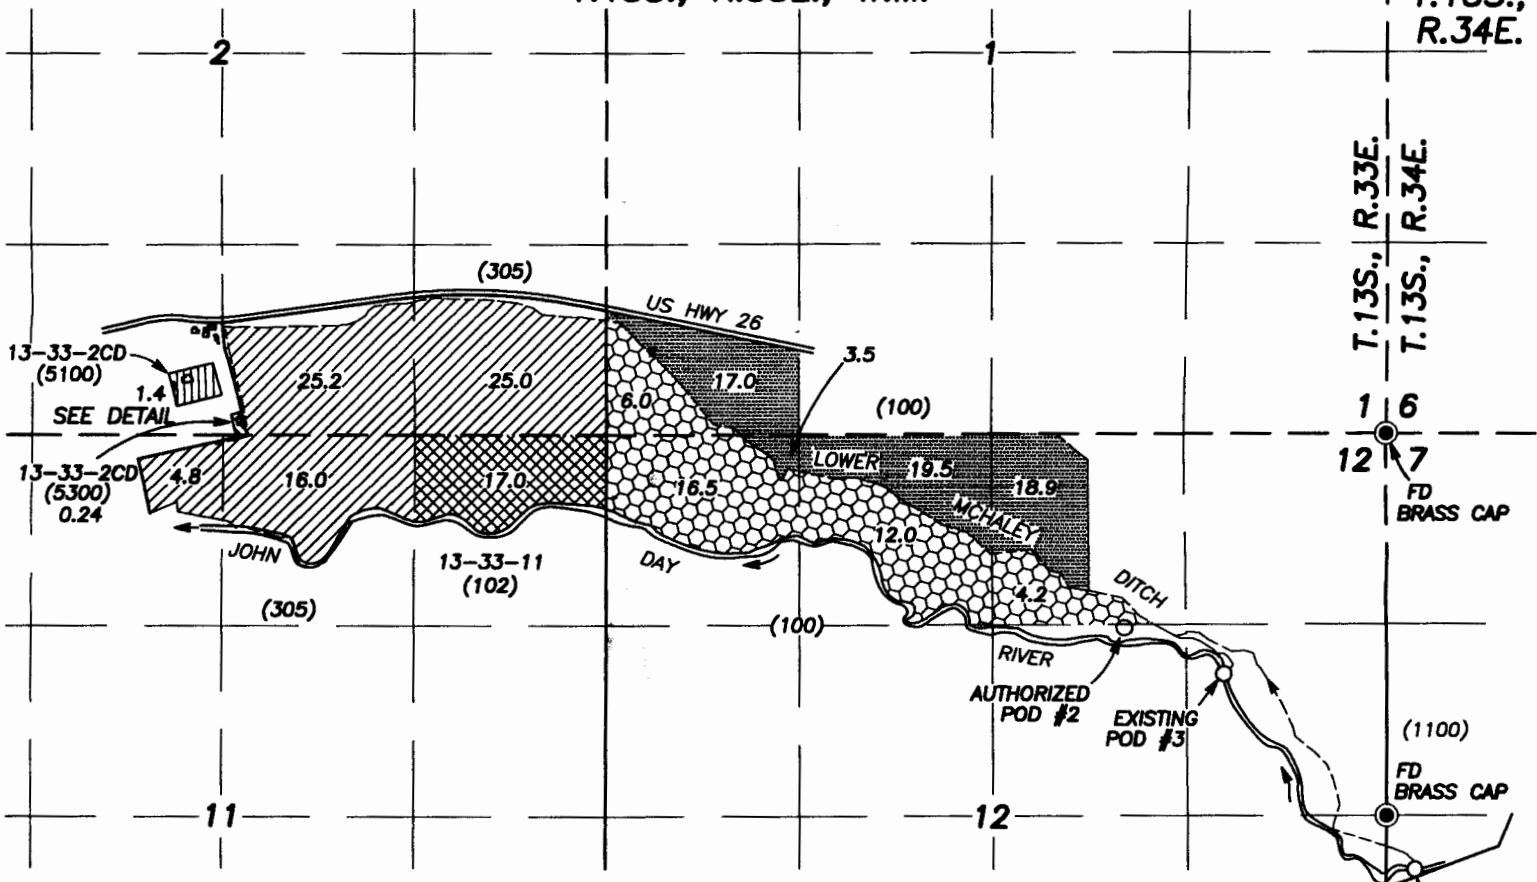 2
1
R.34E.
T.13S., R.33E.
T.13S., R.34E.
(305)
US HWY 26
13-33-2CD
(5100)
1.4
SEE DETAIL
25.2
25.0
6.0
17.0
3.5
(100)
1 6
12 7
FD
BRASS CAP
13-33-2CD
(5300)
0.24
4.8
16.0
17.0
16.5
LOWER
19.5
18.9
MCHALEY
12.0
4.2
DITCH
JOHN
13-33-11
(102)
DAY
(305)
(100)
RIVER
AUTHORIZED
POD #2
EXISTING
POD #3
(1100)
FD
BRASS CAP
11
12